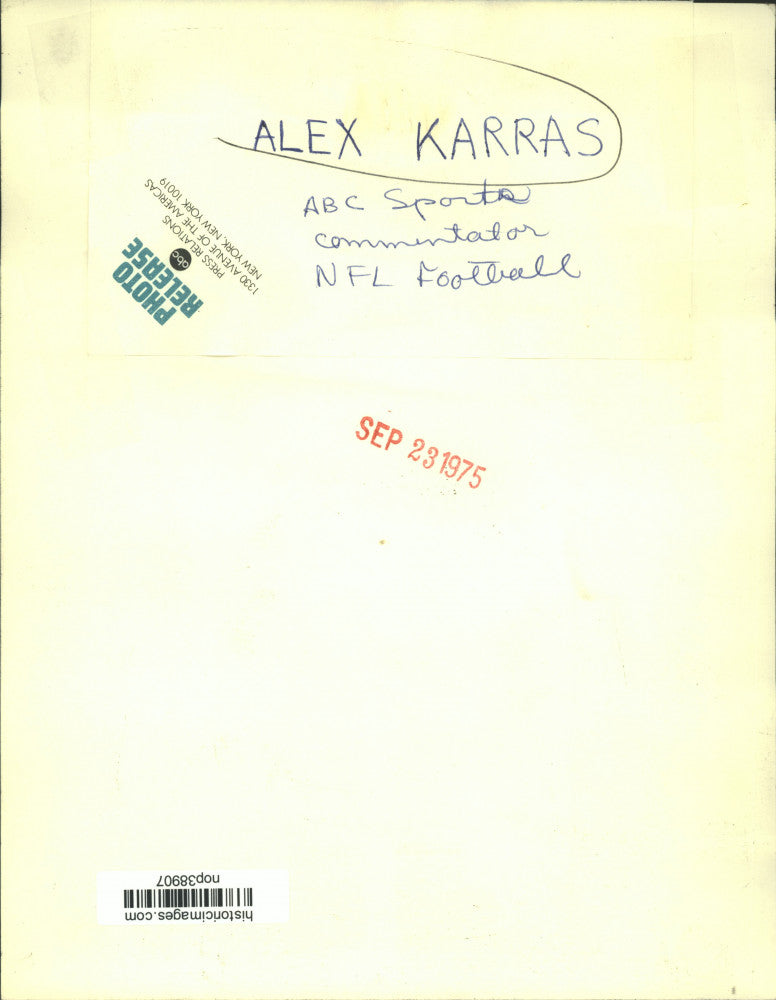 ALEX KARRAS
ABC Sports
commentator
NFL Football
PHOTO
RELEASE
abc
PRESS RELATIONS
1330 AVENUE OF THE AMERICAS
NEW YORK, NEW YORK 10019
SEP 23 1975
historicimages.com
nop38907